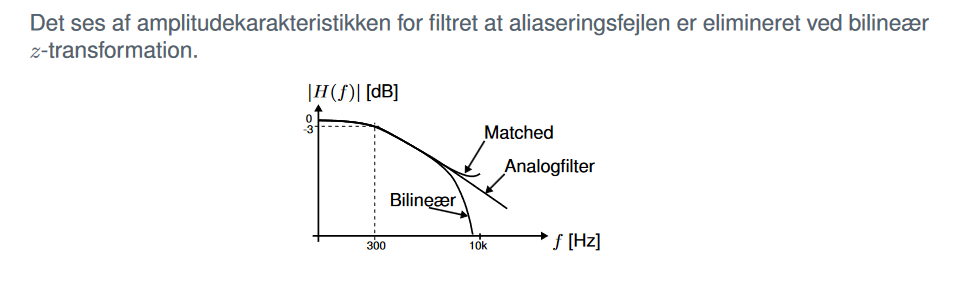 Det ses af amplitudekarakteristikken for filtret at aliaseringsfejlen er elimineret ved bilineær
z-transformation.
|H(f)| [dB]
0
-3
Matched
Analogfilter
Bilineær
300
10k
f [Hz]